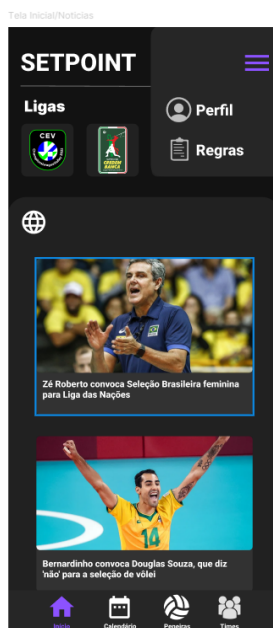 Tela Inicial/Notícias
SETPOINT
Ligas
Perfil
Regras
CEV
Zé Roberto convoca Seleção Brasileira feminina
para Liga das Nações
14
Bernardinho convoca Douglas Souza, que diz
'não' para a seleção de vôlei
Início
Calendário
Peneiras
Times